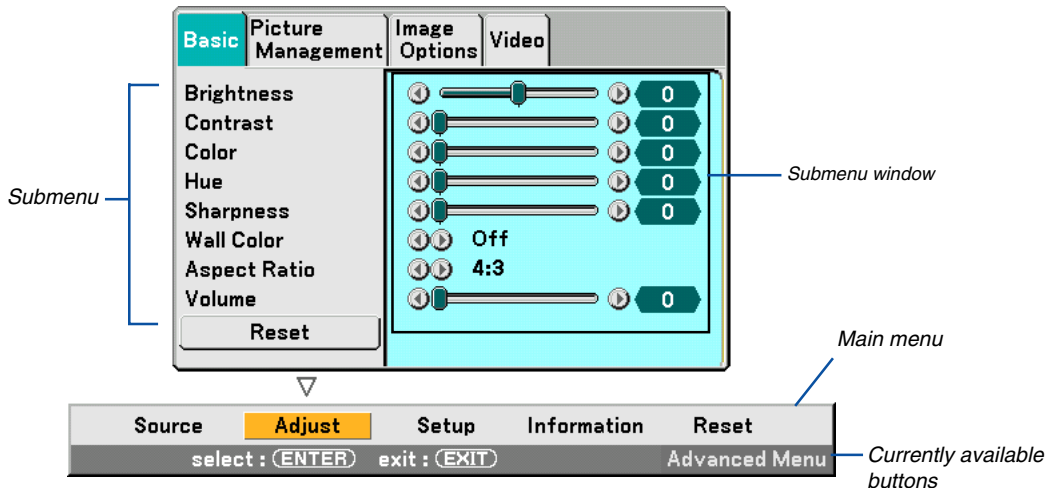 Basic Picture Management Image Options Video
Brightness 0
Contrast 0
Color 0
Hue 0
Sharpness 0
Wall Color Off
Aspect Ratio 4:3
Volume 0
Reset
Submenu
Submenu window
Main menu
Source Adjust Setup Information Reset
select : ENTER exit : EXIT Advanced Menu
Currently available
buttons